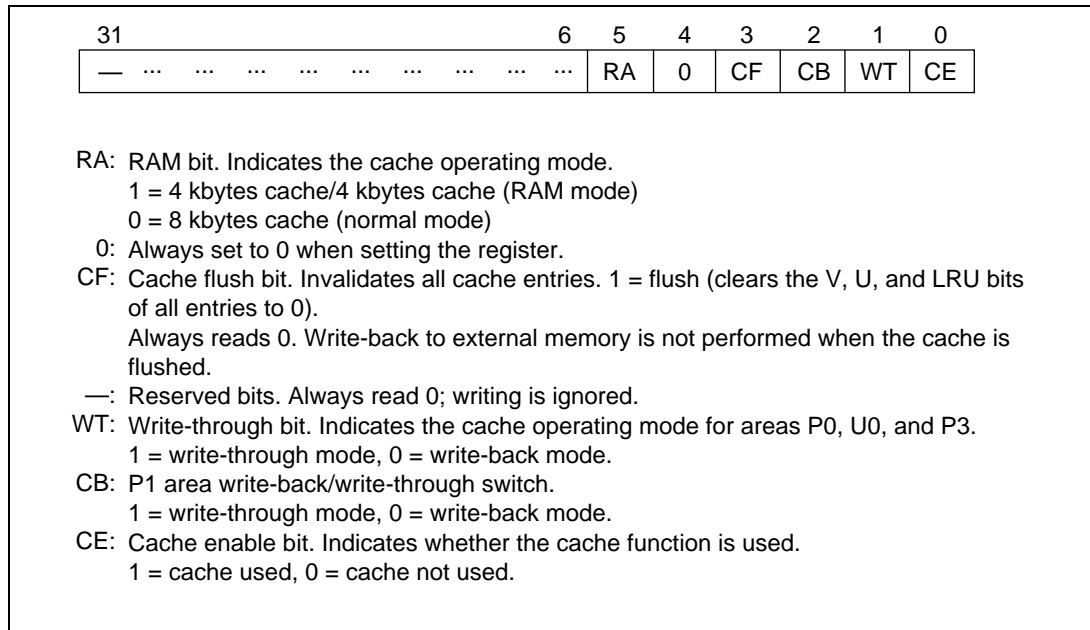 31 6 5 4 3 2 1 0
— ... ... ... ... ... ... ... ... ... RA 0 CF CB WT CE
RA: RAM bit. Indicates the cache operating mode.
1 = 4 kbytes cache/4 kbytes cache (RAM mode)
0 = 8 kbytes cache (normal mode)
0: Always set to 0 when setting the register.
CF: Cache flush bit. Invalidates all cache entries. 1 = flush (clears the V, U, and LRU bits
of all entries to 0).
Always reads 0. Write-back to external memory is not performed when the cache is
flushed.
—: Reserved bits. Always read 0; writing is ignored.
WT: Write-through bit. Indicates the cache operating mode for areas P0, U0, and P3.
1 = write-through mode, 0 = write-back mode.
CB: P1 area write-back/write-through switch.
1 = write-through mode, 0 = write-back mode.
CE: Cache enable bit. Indicates whether the cache function is used.
1 = cache used, 0 = cache not used.